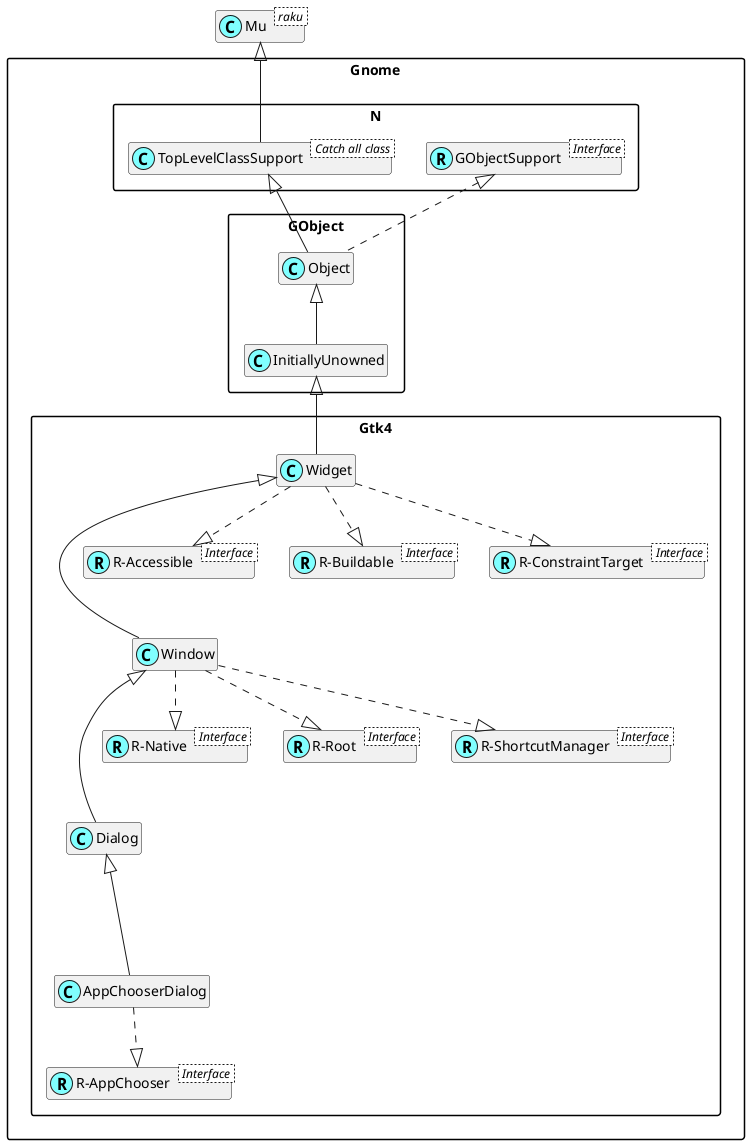 C Mu raku
Gnome
N
C TopLevelClassSupport Catch all class
R GObjectSupport Interface
GObject
C Object
C InitiallyUnowned
Gtk4
C Widget
R R-Accessible Interface
R R-Buildable Interface
R R-ConstraintTarget Interface
C Window
R R-Native Interface
R R-Root Interface
R R-ShortcutManager Interface
C Dialog
C AppChooserDialog
R R-AppChooser Interface